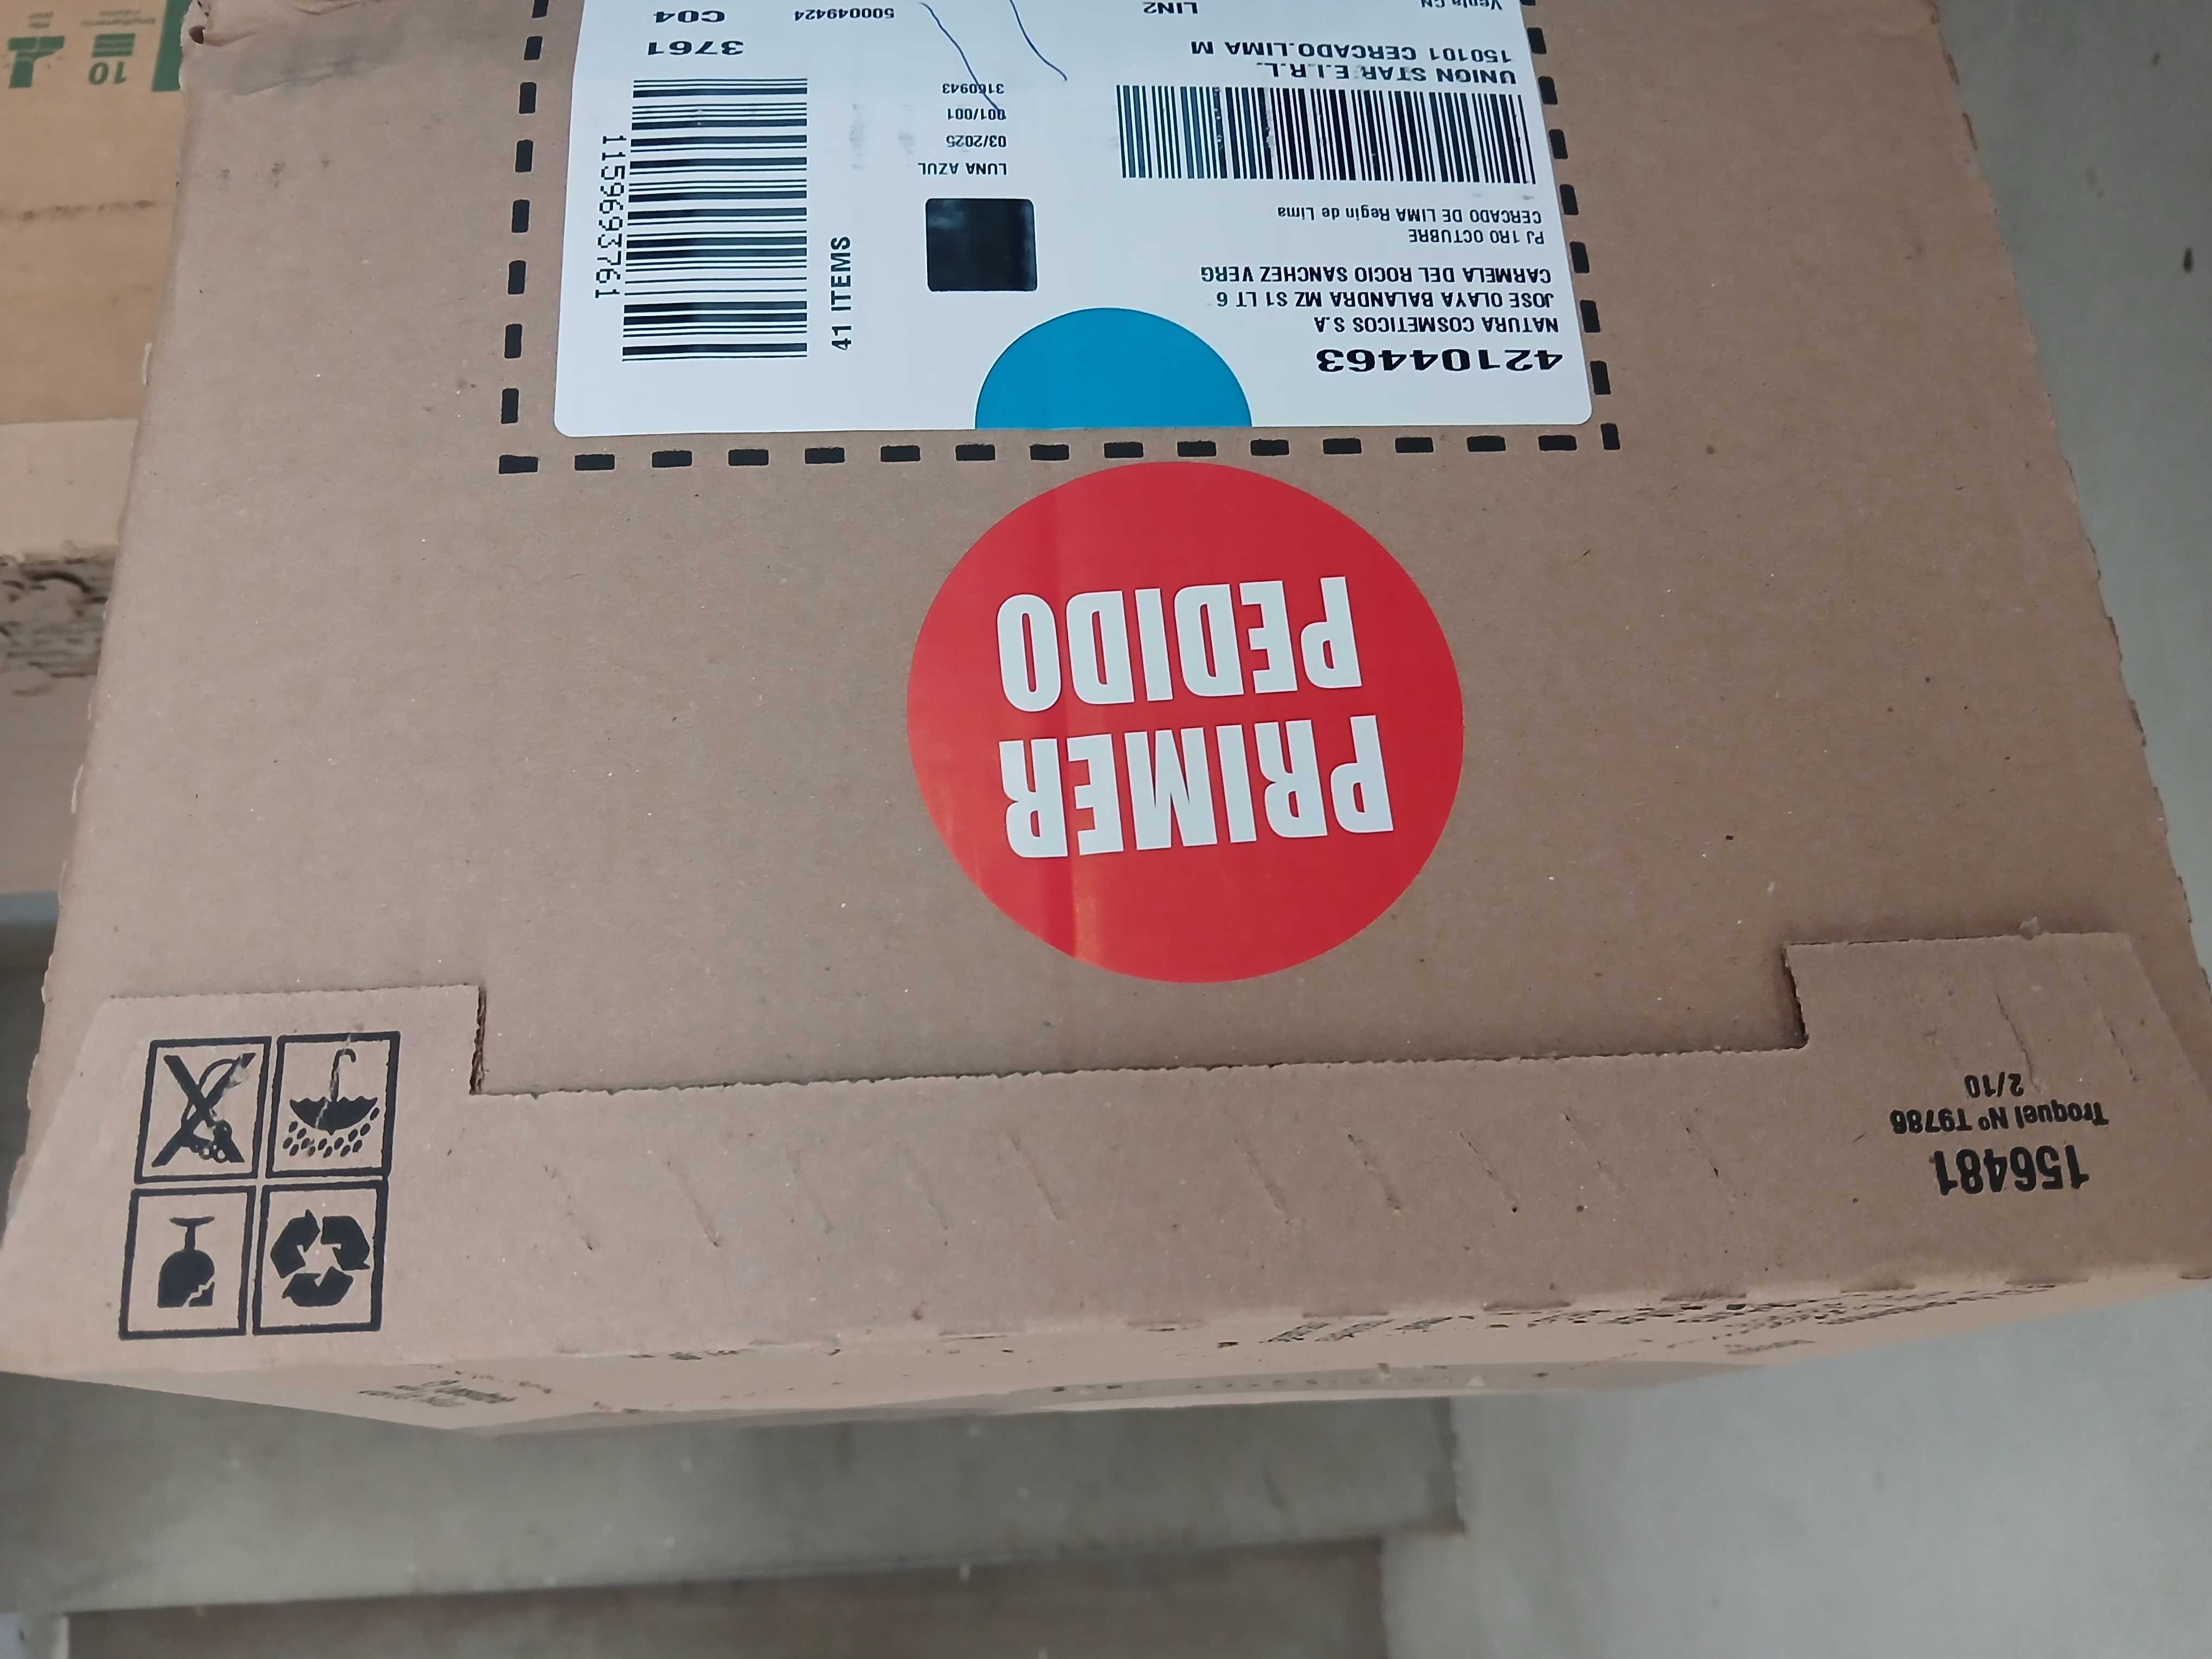 42104463
NATURA COSMETICOS S.A
JOSE OLAYA BALANDRA MZ S1 LT 6
CARMELA DEL ROCIO SANCHEZ VERG
PJ 1RO OCTUBRE
CERCADO DE LIMA Regin de Lima
UNION STAR E.I.R.L.
150101 CERCADO.LIMA M
LIN2
LUNA AZUL
03/2025
001/001
3160943
500049424
41 ITEMS
1159693761
3761
C04
PRIMER
PEDIDO
156481
Troquel Nº T9786
2/10
10